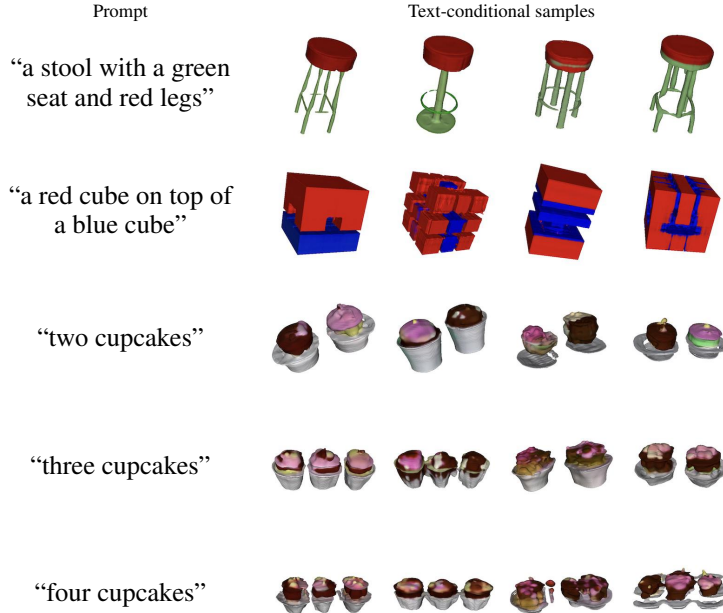 Prompt
Text-conditional samples
“a stool with a green
seat and red legs”
“a red cube on top of
a blue cube”
“two cupcakes”
“three cupcakes”
“four cupcakes”